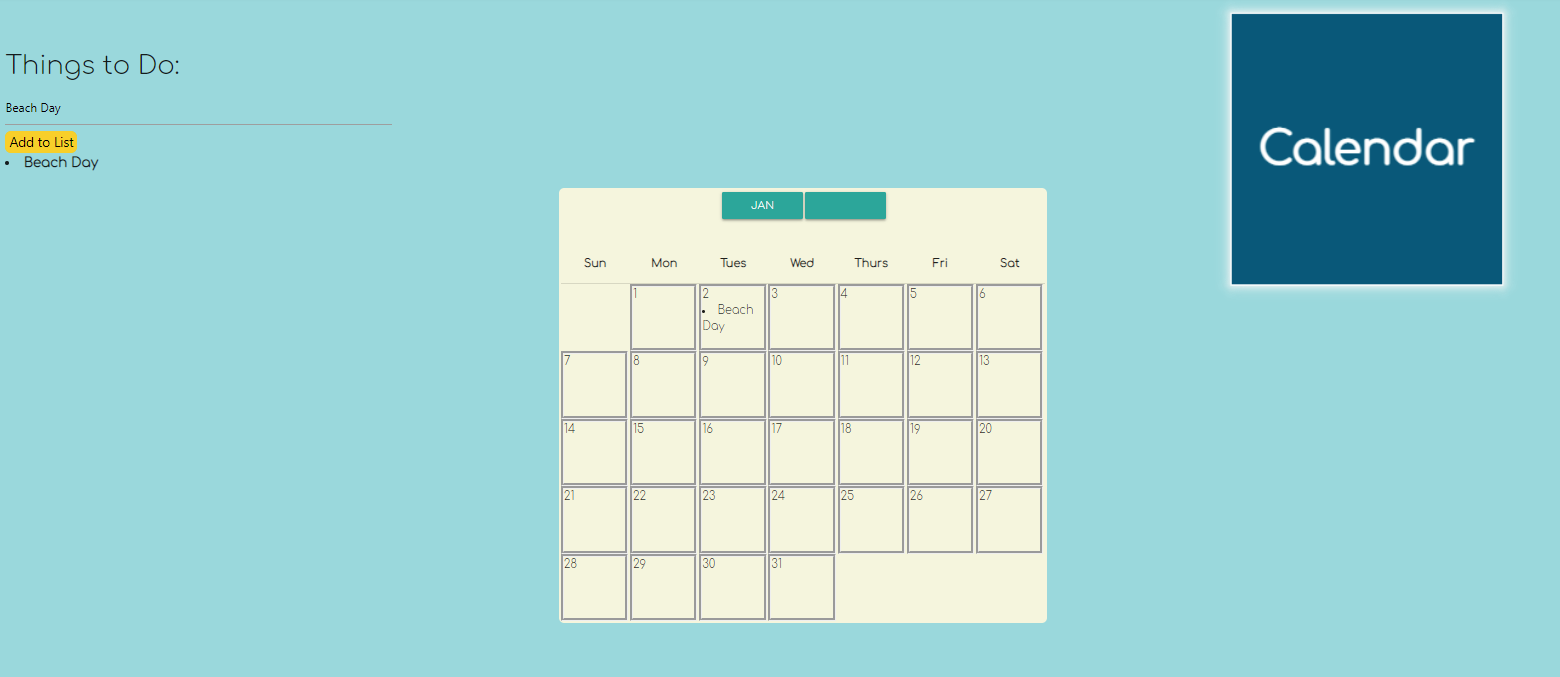 Things to Do:
Beach Day
Add to List
• Beach Day
Calendar
JAN
Sun Mon Tues Wed Thurs Fri Sat
1 2 3 4 5 6
• Beach
Day
7 8 9 10 11 12 13
14 15 16 17 18 19 20
21 22 23 24 25 26 27
28 29 30 31